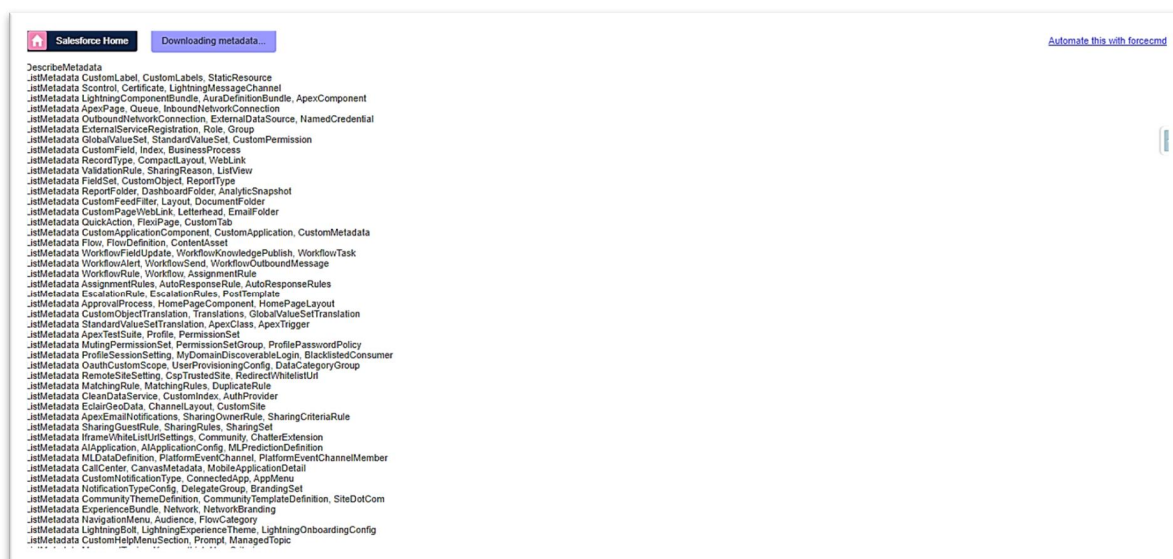 Salesforce Home
Downloading metadata...
Automate this with forcecmd
DescribeMetadata
ListMetadata CustomLabel, CustomLabels, StaticResource
ListMetadata Scontrol, Certificate, LightningMessageChannel
ListMetadata LightningComponentBundle, AuraDefinitionBundle, ApexComponent
ListMetadata ApexPage, Queue, InboundNetworkConnection
ListMetadata OutboundNetworkConnection, ExternalDataSource, NamedCredential
ListMetadata ExternalServiceRegistration, Role, Group
ListMetadata GlobalValueSet, StandardValueSet, CustomPermission
ListMetadata CustomField, Index, BusinessProcess
ListMetadata RecordType, CompactLayout, WebLink
ListMetadata ValidationRule, SharingReason, ListView
ListMetadata FieldSet, CustomObject, ReportType
ListMetadata ReportFolder, DashboardFolder, AnalyticSnapshot
ListMetadata CustomFeedFilter, Layout, DocumentFolder
ListMetadata CustomPageWebLink, Letterhead, EmailFolder
ListMetadata QuickAction, FlexiPage, CustomTab
ListMetadata CustomApplicationComponent, CustomApplication, CustomMetadata
ListMetadata Flow, FlowDefinition, ContentAsset
ListMetadata WorkflowFieldUpdate, WorkflowKnowledgePublish, WorkflowTask
ListMetadata WorkflowAlert, WorkflowSend, WorkflowOutboundMessage
ListMetadata WorkflowRule, Workflow, AssignmentRule
ListMetadata AssignmentRules, AutoResponseRule, AutoResponseRules
ListMetadata EscalationRule, EscalationRules, PostTemplate
ListMetadata ApprovalProcess, HomePageComponent, HomePageLayout
ListMetadata CustomObjectTranslation, Translations, GlobalValueSetTranslation
ListMetadata StandardValueSetTranslation, ApexClass, ApexTrigger
ListMetadata ApexTestSuite, Profile, PermissionSet
ListMetadata MutingPermissionSet, PermissionSetGroup, ProfilePasswordPolicy
ListMetadata ProfileSessionSetting, MyDomainDiscoverableLogin, BlacklistedConsumer
ListMetadata OauthCustomScope, UserProvisioningConfig, DataCategoryGroup
ListMetadata RemoteSiteSetting, CspTrustedSite, RedirectWhitelistUrl
ListMetadata MatchingRule, MatchingRules, DuplicateRule
ListMetadata CleanDataService, CustomIndex, AuthProvider
ListMetadata EclairGeoData, ChannelLayout, CustomSite
ListMetadata ApexEmailNotifications, SharingOwnerRule, SharingCriteriaRule
ListMetadata SharingGuestRule, SharingRules, SharingSet
ListMetadata IframeWhiteListUrlSettings, Community, ChatterExtension
ListMetadata AIApplication, AIApplicationConfig, MLPredictionDefinition
ListMetadata MLDataDefinition, PlatformEventChannel, PlatformEventChannelMember
ListMetadata CallCenter, CanvasMetadata, MobileApplicationDetail
ListMetadata CustomNotificationType, ConnectedApp, AppMenu
ListMetadata NotificationTypeConfig, DelegateGroup, BrandingSet
ListMetadata CommunityThemeDefinition, CommunityTemplateDefinition, SiteDotCom
ListMetadata ExperienceBundle, Network, NetworkBranding
ListMetadata NavigationMenu, Audience, FlowCategory
ListMetadata LightningBolt, LightningExperienceTheme, LightningOnboardingConfig
ListMetadata CustomHelpMenuSection, Prompt, ManagedTopic